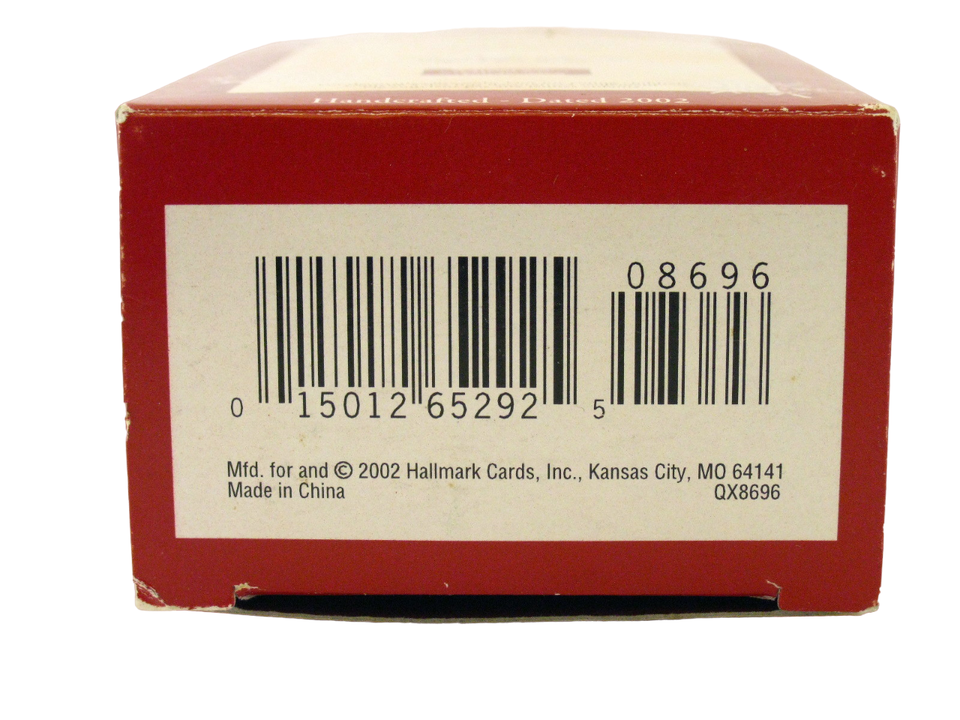 Handcrafted - Dated 2002
08696
0 15012 65292 5
Mfd. for and © 2002 Hallmark Cards, Inc., Kansas City, MO 64141
Made in China QX8696